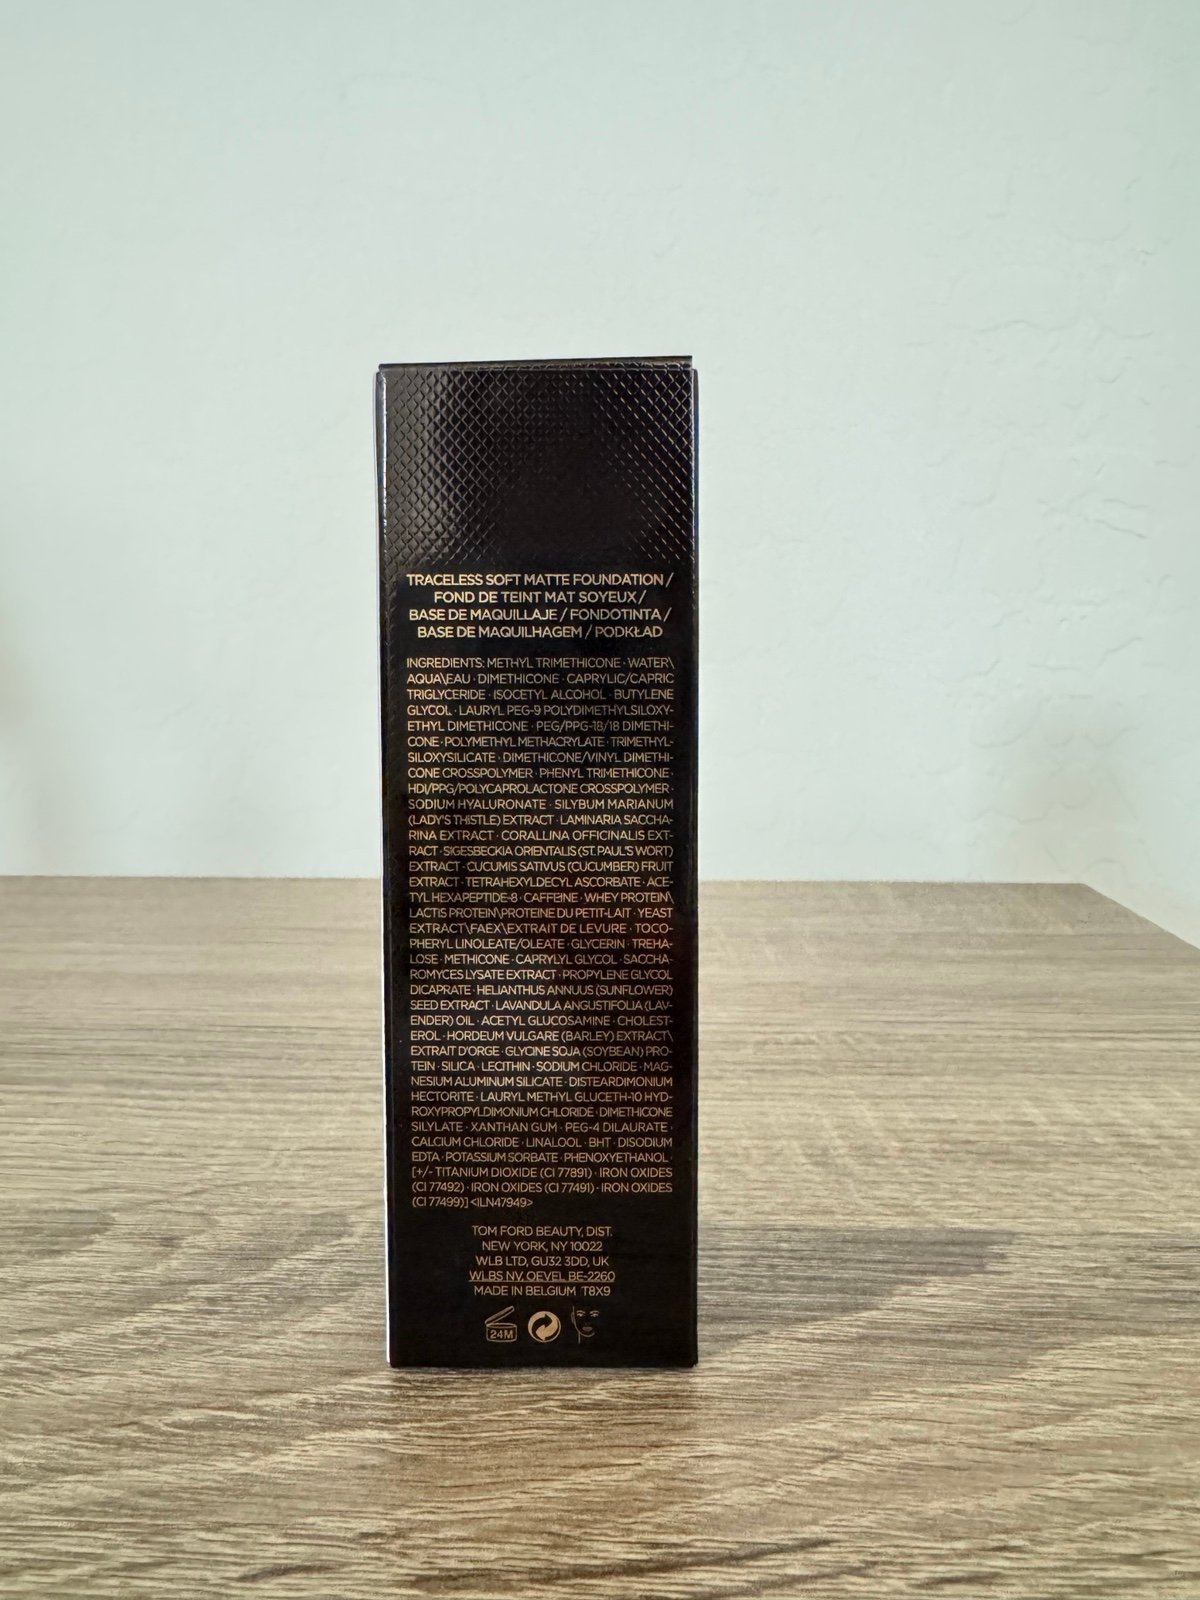 TRACELESS SOFT MATTE FOUNDATION /
FOND DE TEINT MAT SOYEUX /
BASE DE MAQUILLAJE / FONDOTINTA /
BASE DE MAQUILHAGEM / PODKŁAD
INGREDIENTS: METHYL TRIMETHICONE · WATER\
AQUA\EAU · DIMETHICONE · CAPRYLIC/CAPRIC
TRIGLYCERIDE · ISOCETYL ALCOHOL · BUTYLENE
GLYCOL · LAURYL PEG-9 POLYDIMETHYLSILOXY-
ETHYL DIMETHICONE · PEG/PPG-18/18 DIMETHI-
CONE · POLYMETHYL METHACRYLATE · TRIMETHYL-
SILOXYSILICATE · DIMETHICONE/VINYL DIMETHI-
CONE CROSSPOLYMER · PHENYL TRIMETHICONE ·
HDI/PPG/POLYCAPROLACTONE CROSSPOLYMER ·
SODIUM HYALURONATE · SILYBUM MARIANUM
(LADY'S THISTLE) EXTRACT · LAMINARIA SACCHA-
RINA EXTRACT · CORALLINA OFFICINALIS EXT-
RACT · SIGESBECKIA ORIENTALIS (ST. PAUL'S WORT)
EXTRACT · CUCUMIS SATIVUS (CUCUMBER) FRUIT
EXTRACT · TETRAHEXYLDECYL ASCORBATE · ACE-
TYL HEXAPEPTIDE-8 · CAFFEINE · WHEY PROTEIN\
LACTIS PROTEIN\PROTEINE DU PETIT-LAIT · YEAST
EXTRACT\FAEX\EXTRAIT DE LEVURE · TOCO-
PHERYL LINOLEATE/OLEATE · GLYCERIN · TREHA-
LOSE · METHICONE · CAPRYLYL GLYCOL · SACCHA-
ROMYCES LYSATE EXTRACT · PROPYLENE GLYCOL
DICAPRATE · HELIANTHUS ANNUUS (SUNFLOWER)
SEED EXTRACT · LAVANDULA ANGUSTIFOLIA (LAV-
ENDER) OIL · ACETYL GLUCOSAMINE · CHOLEST-
EROL · HORDEUM VULGARE (BARLEY) EXTRACT\
EXTRAIT D'ORGE · GLYCINE SOJA (SOYBEAN) PRO-
TEIN · SILICA · LECITHIN · SODIUM CHLORIDE · MAG-
NESIUM ALUMINUM SILICATE · DISTEARDIMONIUM
HECTORITE · LAURYL METHYL GLUCETH-10 HYD-
ROXYPROPYLDIMONIUM CHLORIDE · DIMETHICONE
SILYLATE · XANTHAN GUM · PEG-4 DILAURATE ·
CALCIUM CHLORIDE · LINALOOL · BHT · DISODIUM
EDTA · POTASSIUM SORBATE · PHENOXYETHANOL ·
[+/- TITANIUM DIOXIDE (CI 77891) · IRON OXIDES
(CI 77492) · IRON OXIDES (CI 77491) · IRON OXIDES
(CI 77499)] <ILN47949>
TOM FORD BEAUTY, DIST.
NEW YORK, NY 10022
WLB LTD, GU32 3DD, UK
WLBS NV, OEVEL BE-2260
MADE IN BELGIUM T8X9
24M